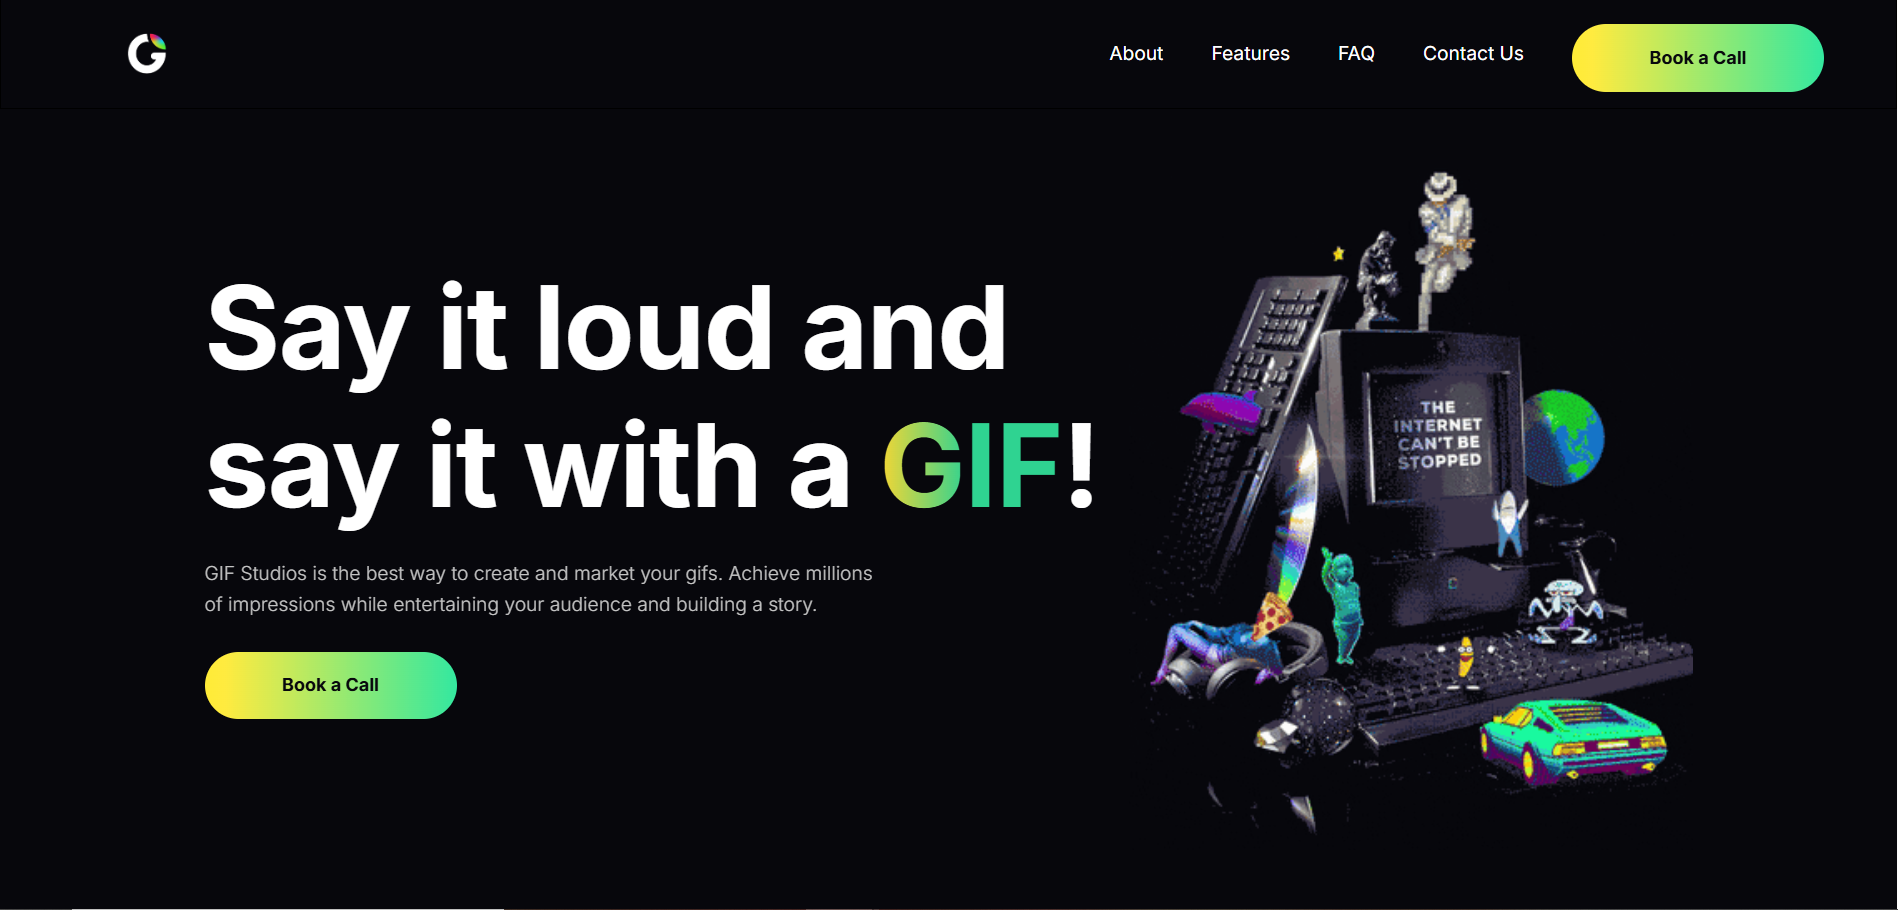 About
Features
FAQ
Contact Us
Book a Call
Say it loud and
say it with a GIF!
GIF Studios is the best way to create and market your gifs. Achieve millions
of impressions while entertaining your audience and building a story.
Book a Call
THE
INTERNET
CAN'T BE
STOPPED